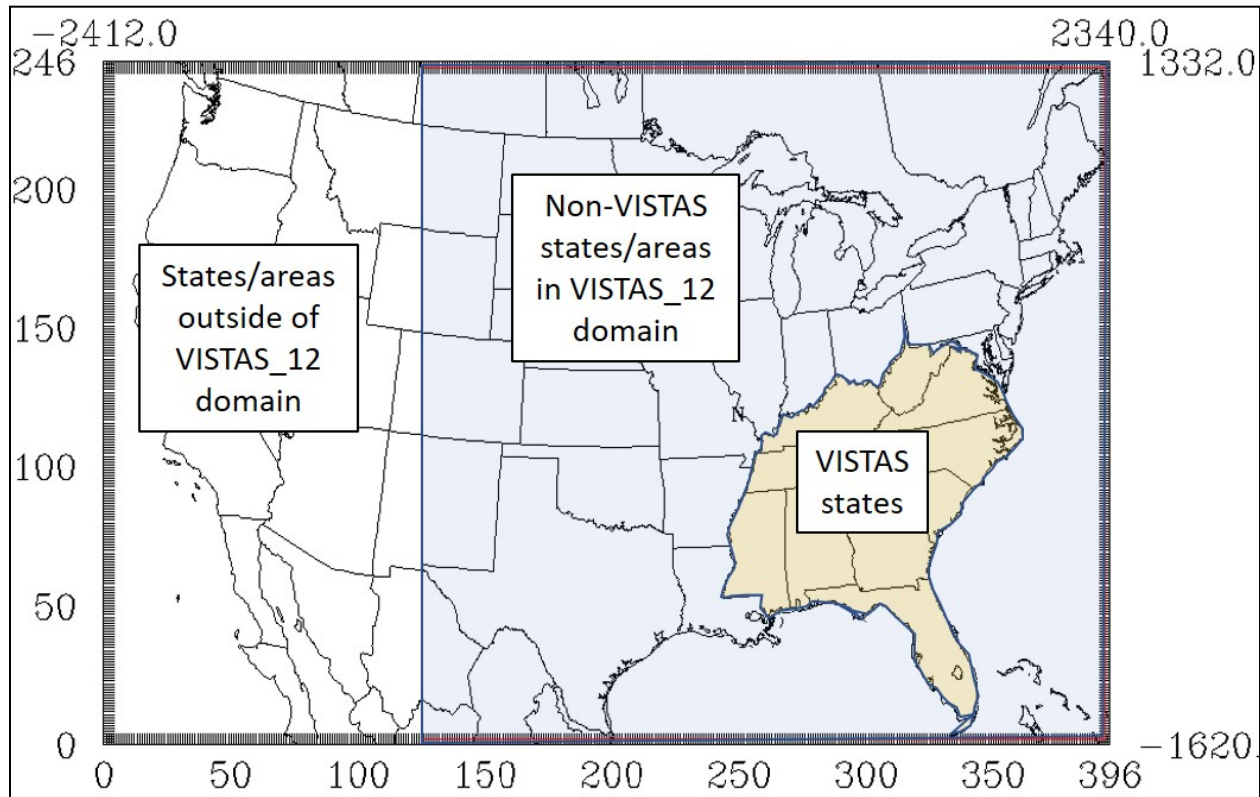 -2412.0
2340.0
246
1332.0
200
150
100
50
0
-1620.
0
50
100
150
200
250
300
350
396
States/areas
outside of
VISTAS_12
domain
Non-VISTAS
states/areas
in VISTAS_12
domain
N
VISTAS
states